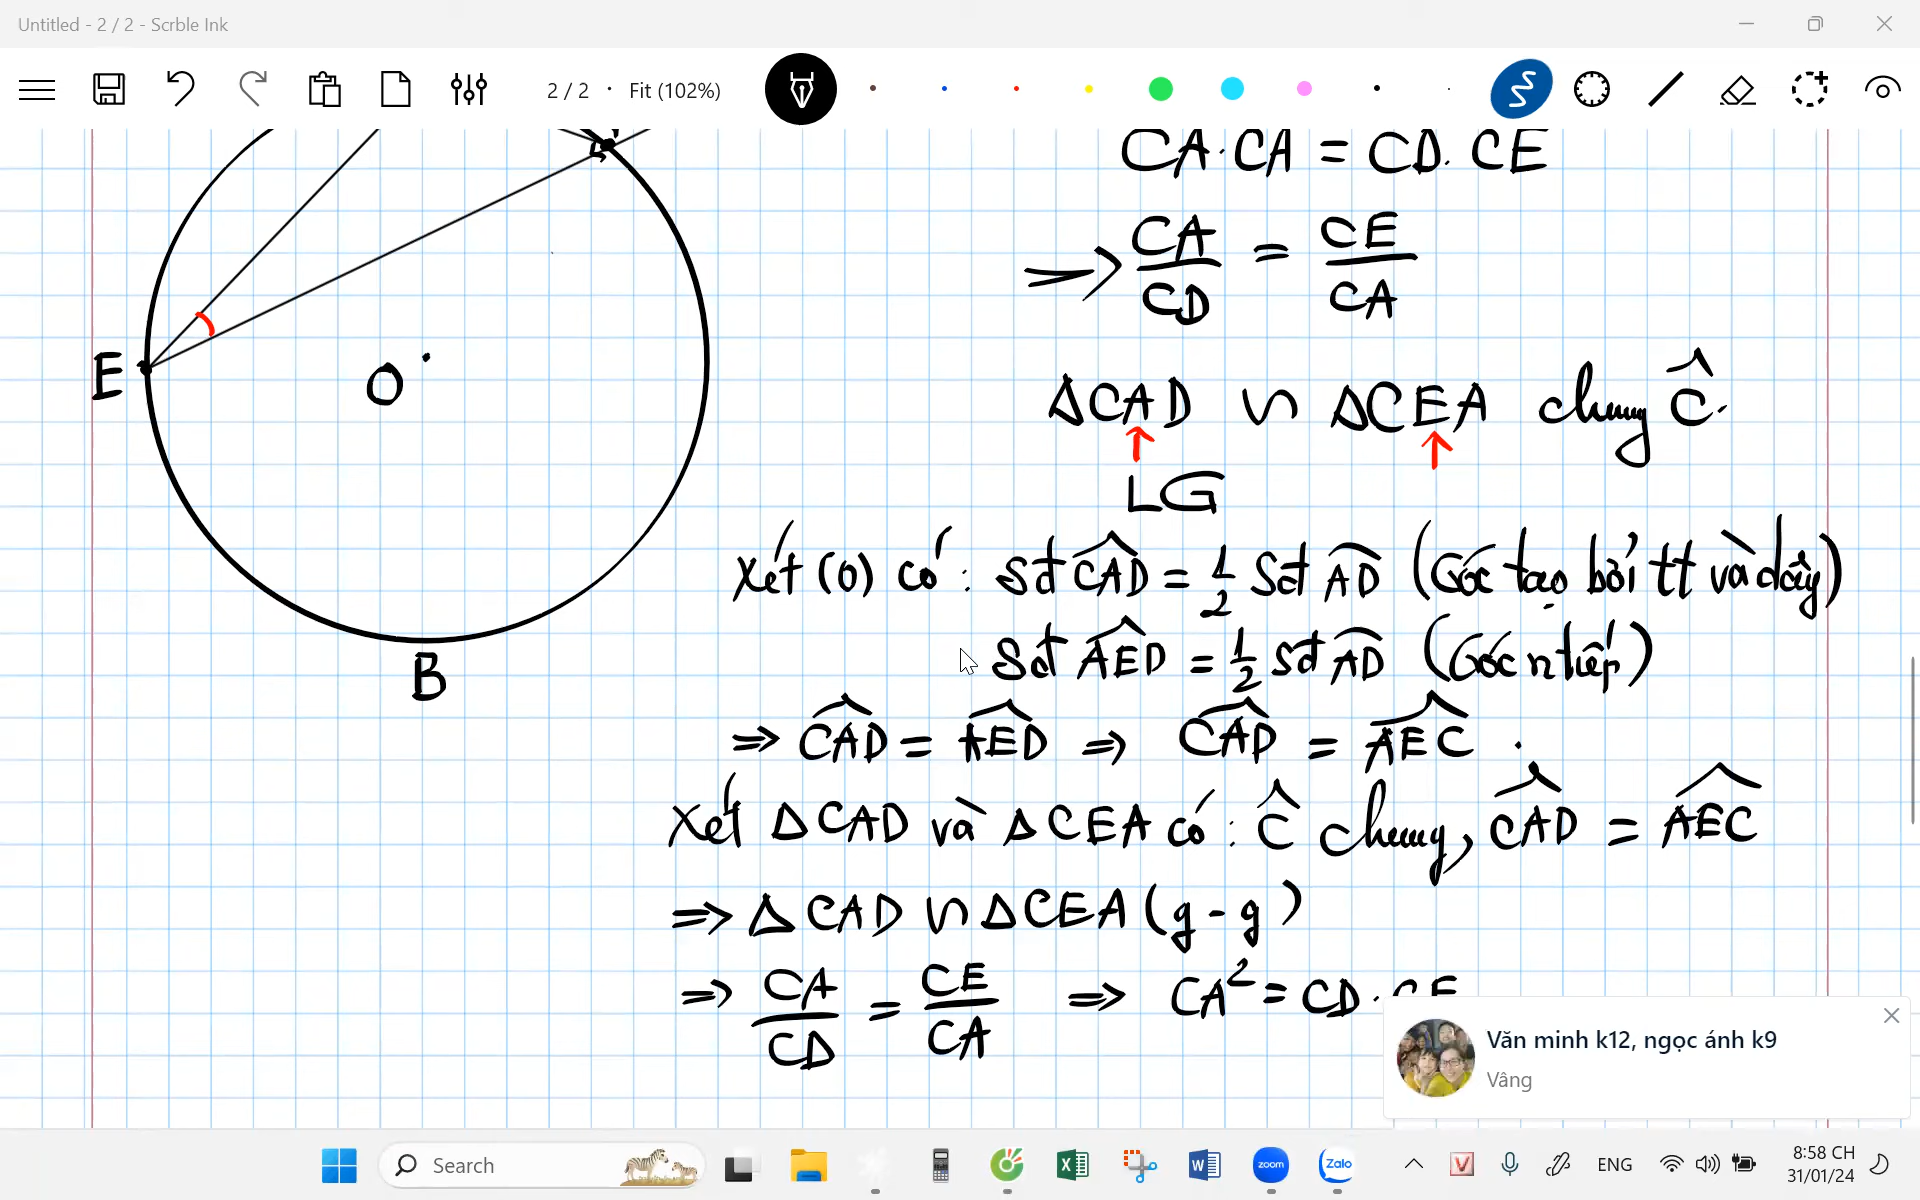 Untitled - 2 / 2 - Scrble Ink
2 / 2 · Fit (102%)
CA·CA = CD·CE
=> CA/CD = CE/CA
ΔCAD ∽ ΔCEA chung Ĉ.
LG
E
O
B
Xét (O) có: Sđ CAD = 1/2 Sđ AD (Góc tạo bởi tt và dây)
Sđ AED = 1/2 Sđ AD (Góc n tiếp)
=> CAD = AED => CAD = AEC.
Xét ΔCAD và ΔCEA có: Ĉ chung, CAD = AEC
=> ΔCAD ∽ ΔCEA (g-g)
=> CA/CD = CE/CA => CA² = CD·CE
Văn minh k12, ngọc ánh k9
Vâng
Search
zoom
Zalo
ENG
8:58 CH
31/01/24